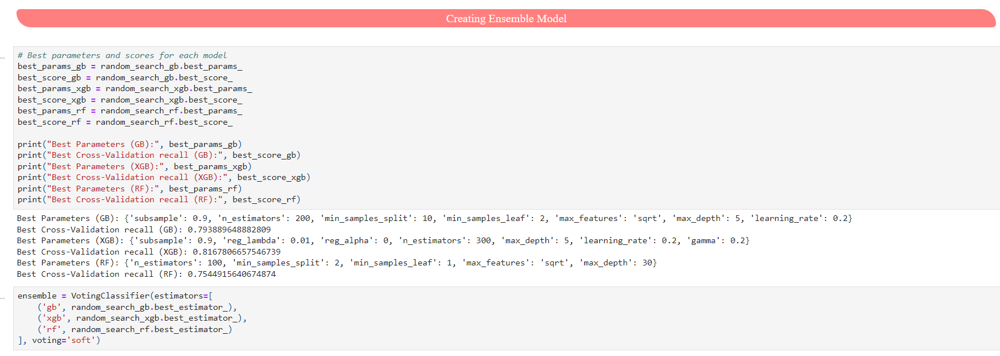 Creating Ensemble Model
# Best parameters and scores for each model
best_params_gb = random_search_gb.best_params_
best_score_gb = random_search_gb.best_score_
best_params_xgb = random_search_xgb.best_params_
best_score_xgb = random_search_xgb.best_score_
best_params_rf = random_search_rf.best_params_
best_score_rf = random_search_rf.best_score_
print("Best Parameters (GB):", best_params_gb)
print("Best Cross-Validation recall (GB):", best_score_gb)
print("Best Parameters (XGB):", best_params_xgb)
print("Best Cross-Validation recall (XGB):", best_score_xgb)
print("Best Parameters (RF):", best_params_rf)
print("Best Cross-Validation recall (RF):", best_score_rf)
Best Parameters (GB): {'subsample': 0.9, 'n_estimators': 200, 'min_samples_split': 10, 'min_samples_leaf': 2, 'max_features': 'sqrt', 'max_depth': 5, 'learning_rate': 0.2}
Best Cross-Validation recall (GB): 0.793889648882809
Best Parameters (XGB): {'subsample': 0.9, 'reg_lambda': 0.01, 'reg_alpha': 0, 'n_estimators': 300, 'max_depth': 5, 'learning_rate': 0.2, 'gamma': 0.2}
Best Cross-Validation recall (XGB): 0.8167806657546739
Best Parameters (RF): {'n_estimators': 100, 'min_samples_split': 2, 'min_samples_leaf': 1, 'max_features': 'sqrt', 'max_depth': 30}
Best Cross-Validation recall (RF): 0.7544915640674874
ensemble = VotingClassifier(estimators=[
    ('gb', random_search_gb.best_estimator_),
    ('xgb', random_search_xgb.best_estimator_),
    ('rf', random_search_rf.best_estimator_)
], voting='soft')